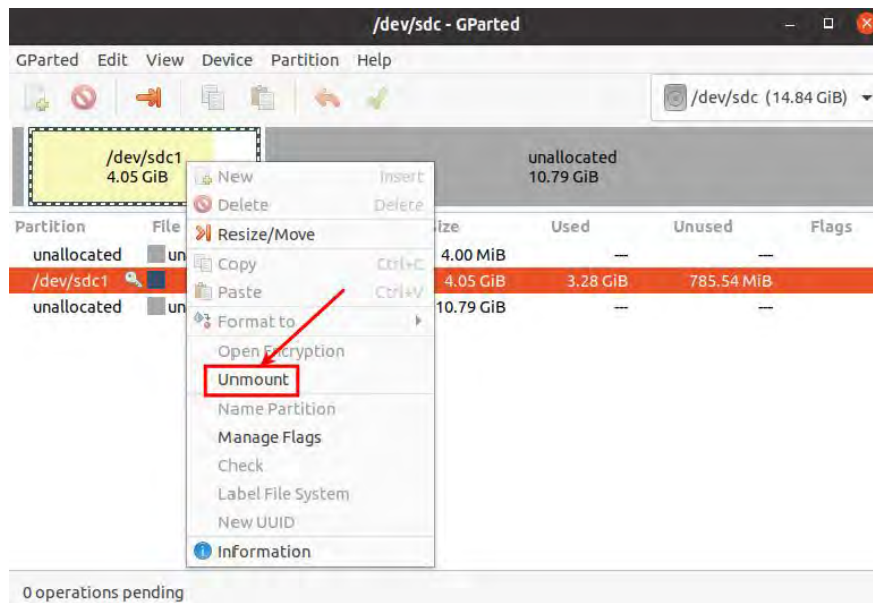 /dev/sdc - GParted
GParted Edit View Device Partition Help
/dev/sdc (14.84 GiB)
/dev/sdc1
4.05 GiB
unallocated
10.79 GiB
New Insert
Delete Delete
Resize/Move
Copy Ctrl+C
Paste Ctrl+V
Format to
Open Encryption
Unmount
Name Partition
Manage Flags
Check
Label File System
New UUID
Information
Partition File ize Used Unused Flags
unallocated un 4.00 MiB — —
/dev/sdc1 4.05 GiB 3.28 GiB 785.54 MiB
unallocated un 10.79 GiB — —
0 operations pending